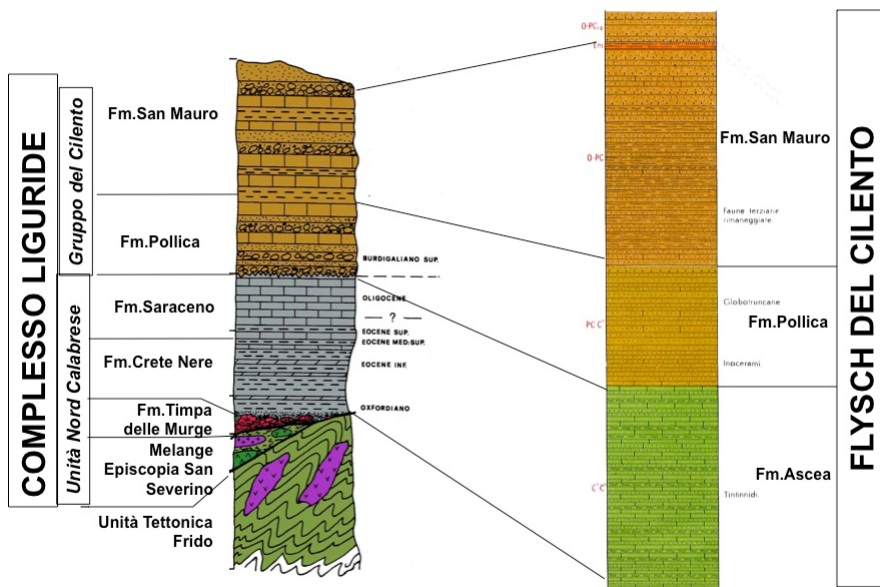 COMPLESSO LIGURIDE
Gruppo del Cilento
Unità Nord Calabrese
Fm.San Mauro
Fm.Pollica
Fm.Saraceno
Fm.Crete Nere
Fm.Timpa
delle Murge
Melange
Episcopia San
Severino
Unità Tettonica
Frido
BURDIGALIANO SUP.
OLIGOCENE
?
EOCENE SUP.
EOCENE MED-SUP.
EOCENE INF.
OXFORDIANO
O-PC
PC C
C C
Fm.San Mauro
Faune terziarie
rimaneggiate.
Globotruncane
Fm.Pollica
Inocerami.
Fm.Ascea
Tintinnidi.
FLYSCH DEL CILENTO